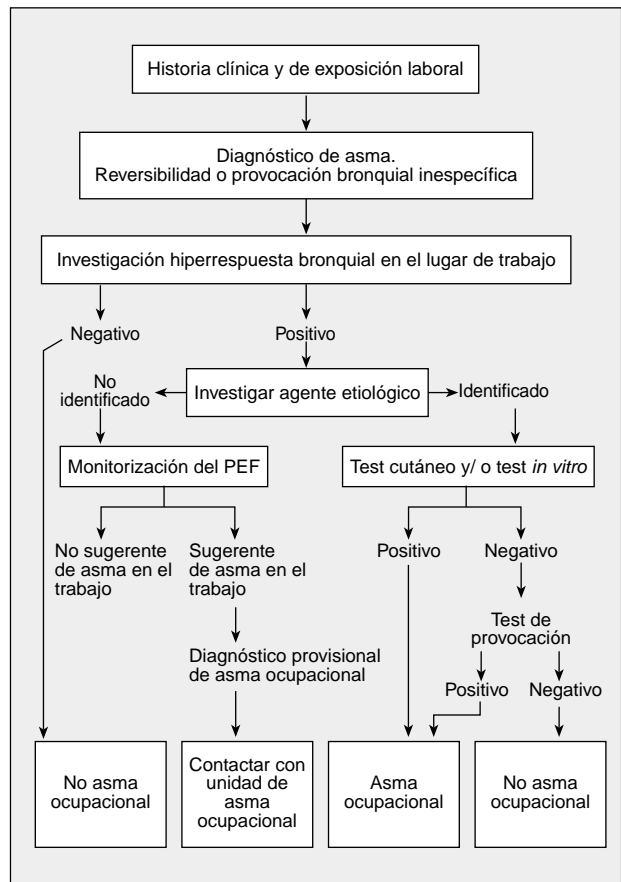 Historia clínica y de exposición laboral
Diagnóstico de asma.
Reversibilidad o provocación bronquial inespecífica
Investigación hiperrespuesta bronquial en el lugar de trabajo
Negativo
Positivo
No
identificado
Investigar agente etiológico
Identificado
Monitorización del PEF
Test cutáneo y/ o test in vitro
No sugerente
de asma en el
trabajo
Sugerente
de asma en el
trabajo
Positivo
Negativo
Test de
provocación
Diagnóstico provisional
de asma ocupacional
Positivo
Negativo
No asma
ocupacional
Contactar con
unidad de
asma
ocupacional
Asma
ocupacional
No asma
ocupacional